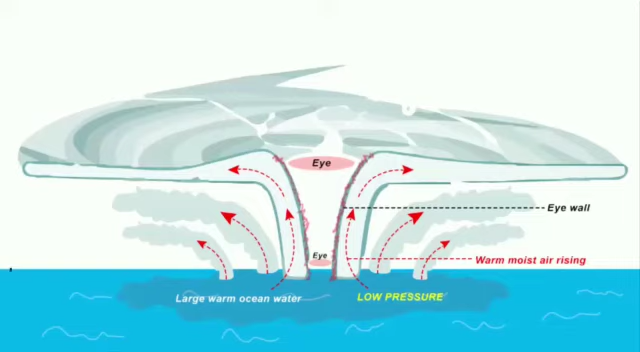 Eye
Eye wall
Eye
Warm moist air rising
Large warm ocean water
LOW PRESSURE